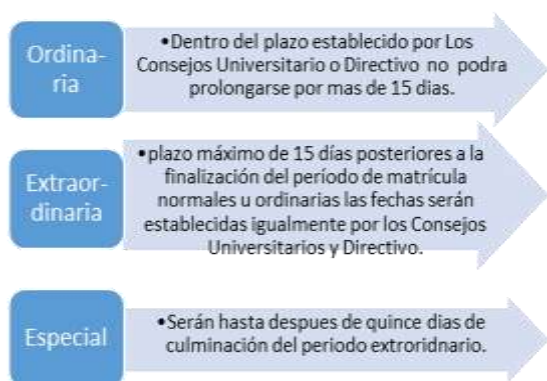 Ordina-
ria
•Dentro del plazo establecido por Los
Consejos Universitario o Directivo no podra
prolongarse por mas de 15 dias.
Extraor-
dinaria
•plazo máximo de 15 días posteriores a la
finalización del período de matrícula
normales u ordinarias las fechas serán
establecidas igualmente por los Consejos
Universitarios y Directivo.
Especial
•Serán hasta despues de quince dias de
culminación del periodo extroridnario.